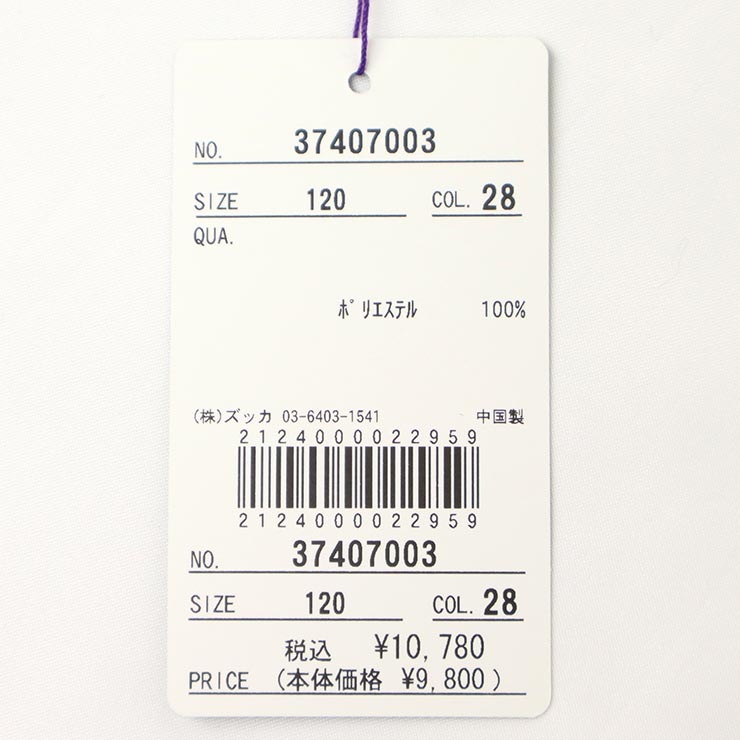 NO. 37407003
SIZE 120 COL. 28
QUA.
ﾎﾟﾘｴｽﾃﾙ 100%
(株)ズッカ 03-6403-1541 中国製
2124000022959
2124000022959
NO. 37407003
SIZE 120 COL. 28
税込 ¥10,780
PRICE (本体価格 ¥9,800)